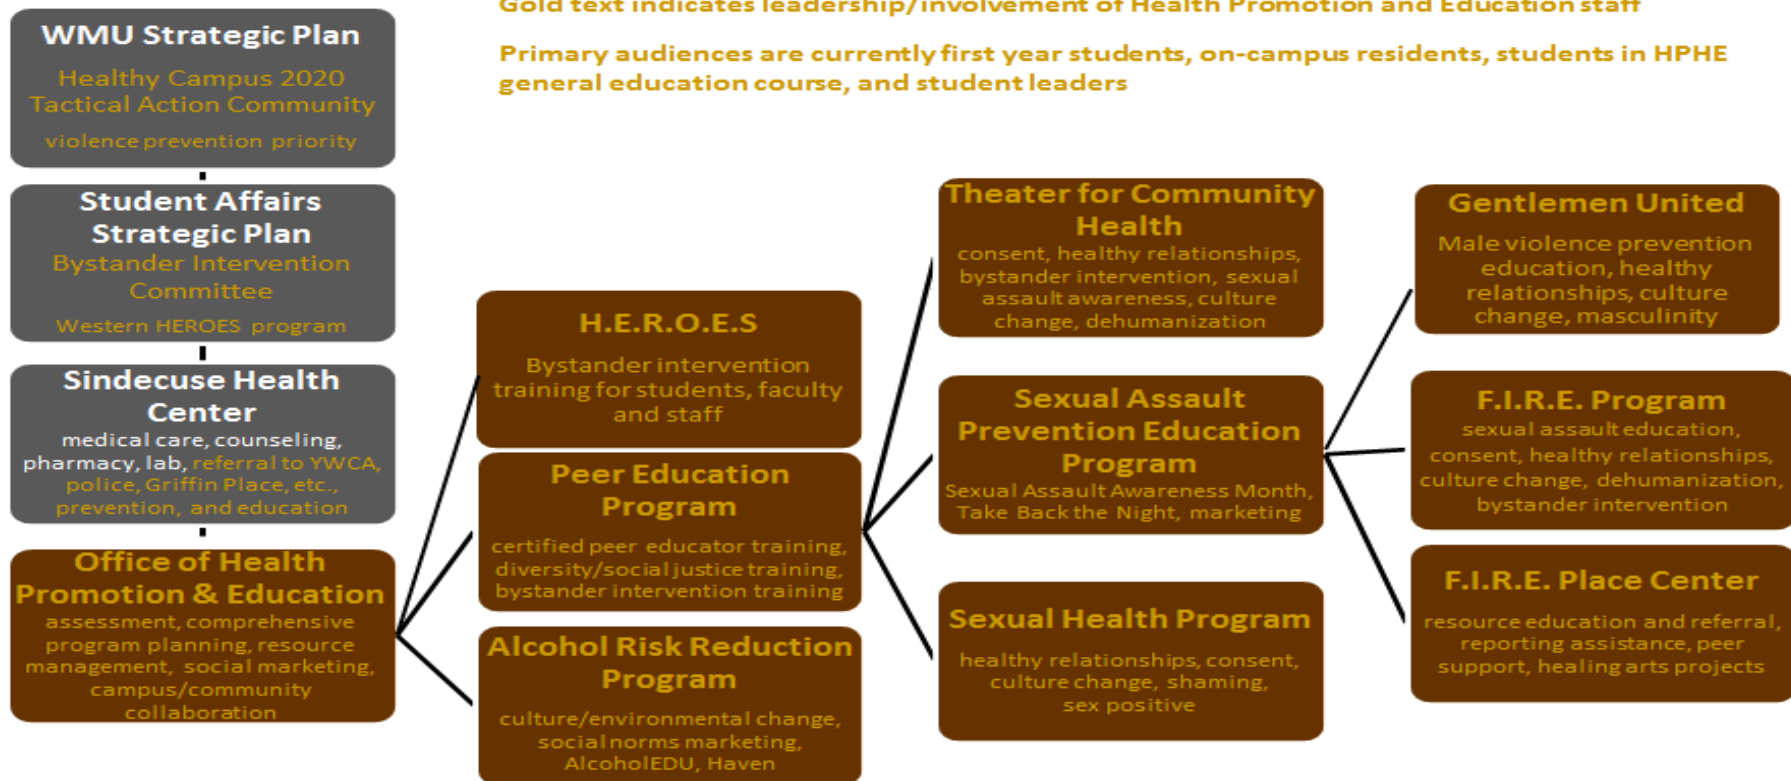 Gold text indicates leadership/involvement of Health Promotion and Education staff
Primary audiences are currently first year students, on-campus residents, students in HPHE
general education course, and student leaders
WMU Strategic Plan
Healthy Campus 2020
Tactical Action Community
violence prevention priority
Student Affairs
Strategic Plan
Bystander Intervention
Committee
Western HEROES program
Sindecuse Health
Center
medical care, counseling,
pharmacy, lab, referral to YWCA,
police, Griffin Place, etc.,
prevention, and education
Office of Health
Promotion & Education
assessment, comprehensive
program planning, resource
management, social marketing,
campus/community
collaboration
H.E.R.O.E.S
Bystander intervention
training for students, faculty
and staff
Peer Education
Program
certified peer educator training,
diversity/social justice training,
bystander intervention training
Alcohol Risk Reduction
Program
culture/environmental change,
social norms marketing,
AlcoholEDU, Haven
Theater for Community
Health
consent, healthy relationships,
bystander intervention, sexual
assault awareness, culture
change, dehumanization
Sexual Assault
Prevention Education
Program
Sexual Assault Awareness Month,
Take Back the Night, marketing
Sexual Health Program
healthy relationships, consent,
culture change, shaming,
sex positive
Gentlemen United
Male violence prevention
education, healthy
relationships, culture
change, masculinity
F.I.R.E. Program
sexual assault education,
consent, healthy relationships,
culture change, dehumanization,
bystander intervention
F.I.R.E. Place Center
resource education and referral,
reporting assistance, peer
support, healing arts projects